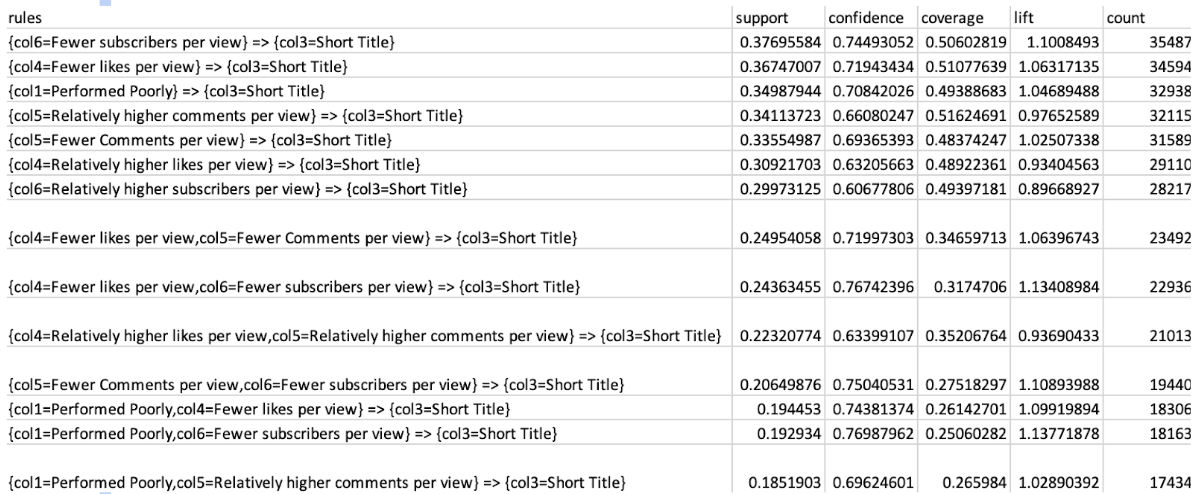 rules support confidence coverage lift count
{col6=Fewer subscribers per view} => {col3=Short Title} 0.37695584 0.74493052 0.50602819 1.1008493 35487
{col4=Fewer likes per view} => {col3=Short Title} 0.36747007 0.71943434 0.51077639 1.06317135 34594
{col1=Performed Poorly} => {col3=Short Title} 0.34987944 0.70842026 0.49388683 1.04689488 32938
{col5=Relatively higher comments per view} => {col3=Short Title} 0.34113723 0.66080247 0.51624691 0.97652589 32115
{col5=Fewer Comments per view} => {col3=Short Title} 0.33554987 0.69365393 0.48374247 1.02507338 31589
{col4=Relatively higher likes per view} => {col3=Short Title} 0.30921703 0.63205663 0.48922361 0.93404563 29110
{col6=Relatively higher subscribers per view} => {col3=Short Title} 0.29973125 0.60677806 0.49397181 0.89668927 28217
{col4=Fewer likes per view,col5=Fewer Comments per view} => {col3=Short Title} 0.24954058 0.71997303 0.34659713 1.06396743 23492
{col4=Fewer likes per view,col6=Fewer subscribers per view} => {col3=Short Title} 0.24363455 0.76742396 0.3174706 1.13408984 22936
{col4=Relatively higher likes per view,col5=Relatively higher comments per view} => {col3=Short Title} 0.22320774 0.63399107 0.35206764 0.93690433 21013
{col5=Fewer Comments per view,col6=Fewer subscribers per view} => {col3=Short Title} 0.20649876 0.75040531 0.27518297 1.10893988 19440
{col1=Performed Poorly,col4=Fewer likes per view} => {col3=Short Title} 0.194453 0.74381374 0.26142701 1.09919894 18306
{col1=Performed Poorly,col6=Fewer subscribers per view} => {col3=Short Title} 0.192934 0.76987962 0.25060282 1.13771878 18163
{col1=Performed Poorly,col5=Relatively higher comments per view} => {col3=Short Title} 0.1851903 0.69624601 0.265984 1.02890392 17434